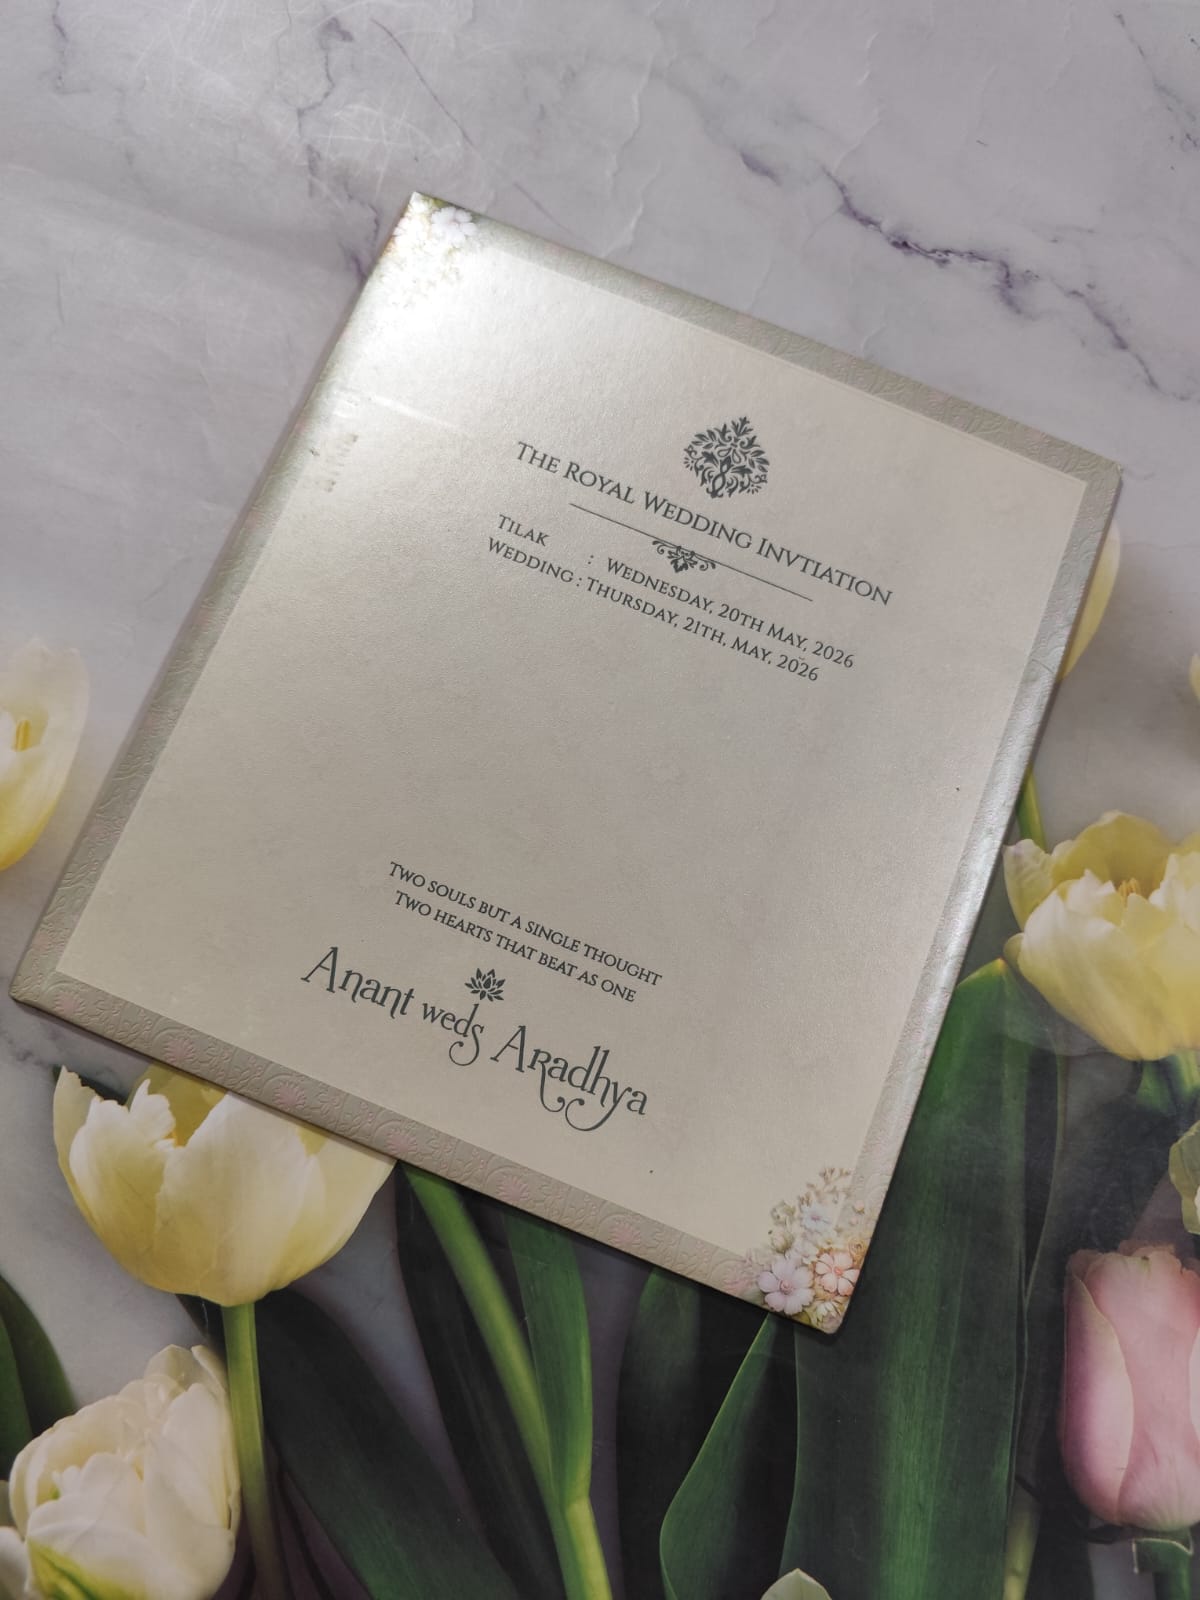 THE ROYAL WEDDING INVTIATION
TILAK : WEDNESDAY, 20TH MAY, 2026
WEDDING : THURSDAY, 21TH, MAY, 2026
TWO SOULS BUT A SINGLE THOUGHT
TWO HEARTS THAT BEAT AS ONE
Anant weds Aradhya